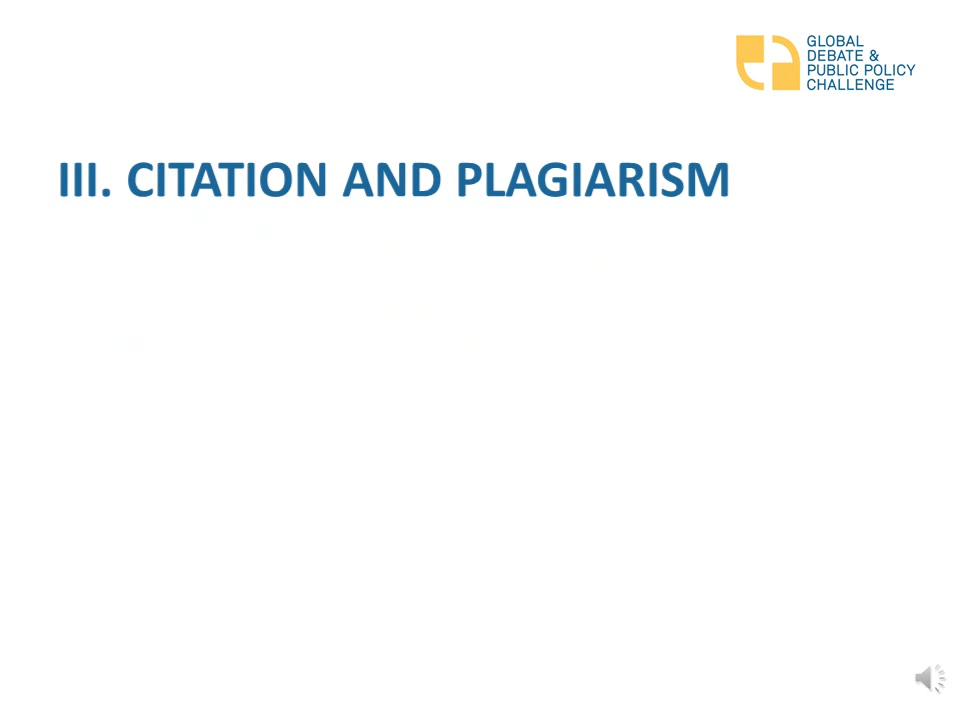 GLOBAL
DEBATE &
PUBLIC POLICY
CHALLENGE
III. CITATION AND PLAGIARISM